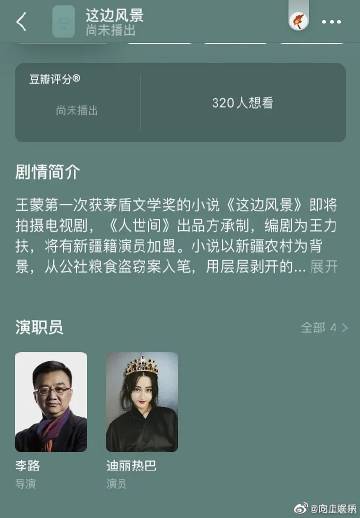 这边风景
尚未播出
豆瓣评分®
尚未播出
320人想看
剧情简介
王蒙第一次获茅盾文学奖的小说《这边风景》即将
拍摄电视剧，《人世间》出品方承制，编剧为王力
扶，将有新疆籍演员加盟。小说以新疆农村为背
景，从公社粮食盗窃案入笔，用层层剥开的... 展开
演职员
全部 4
李路
迪丽热巴
导演
演员